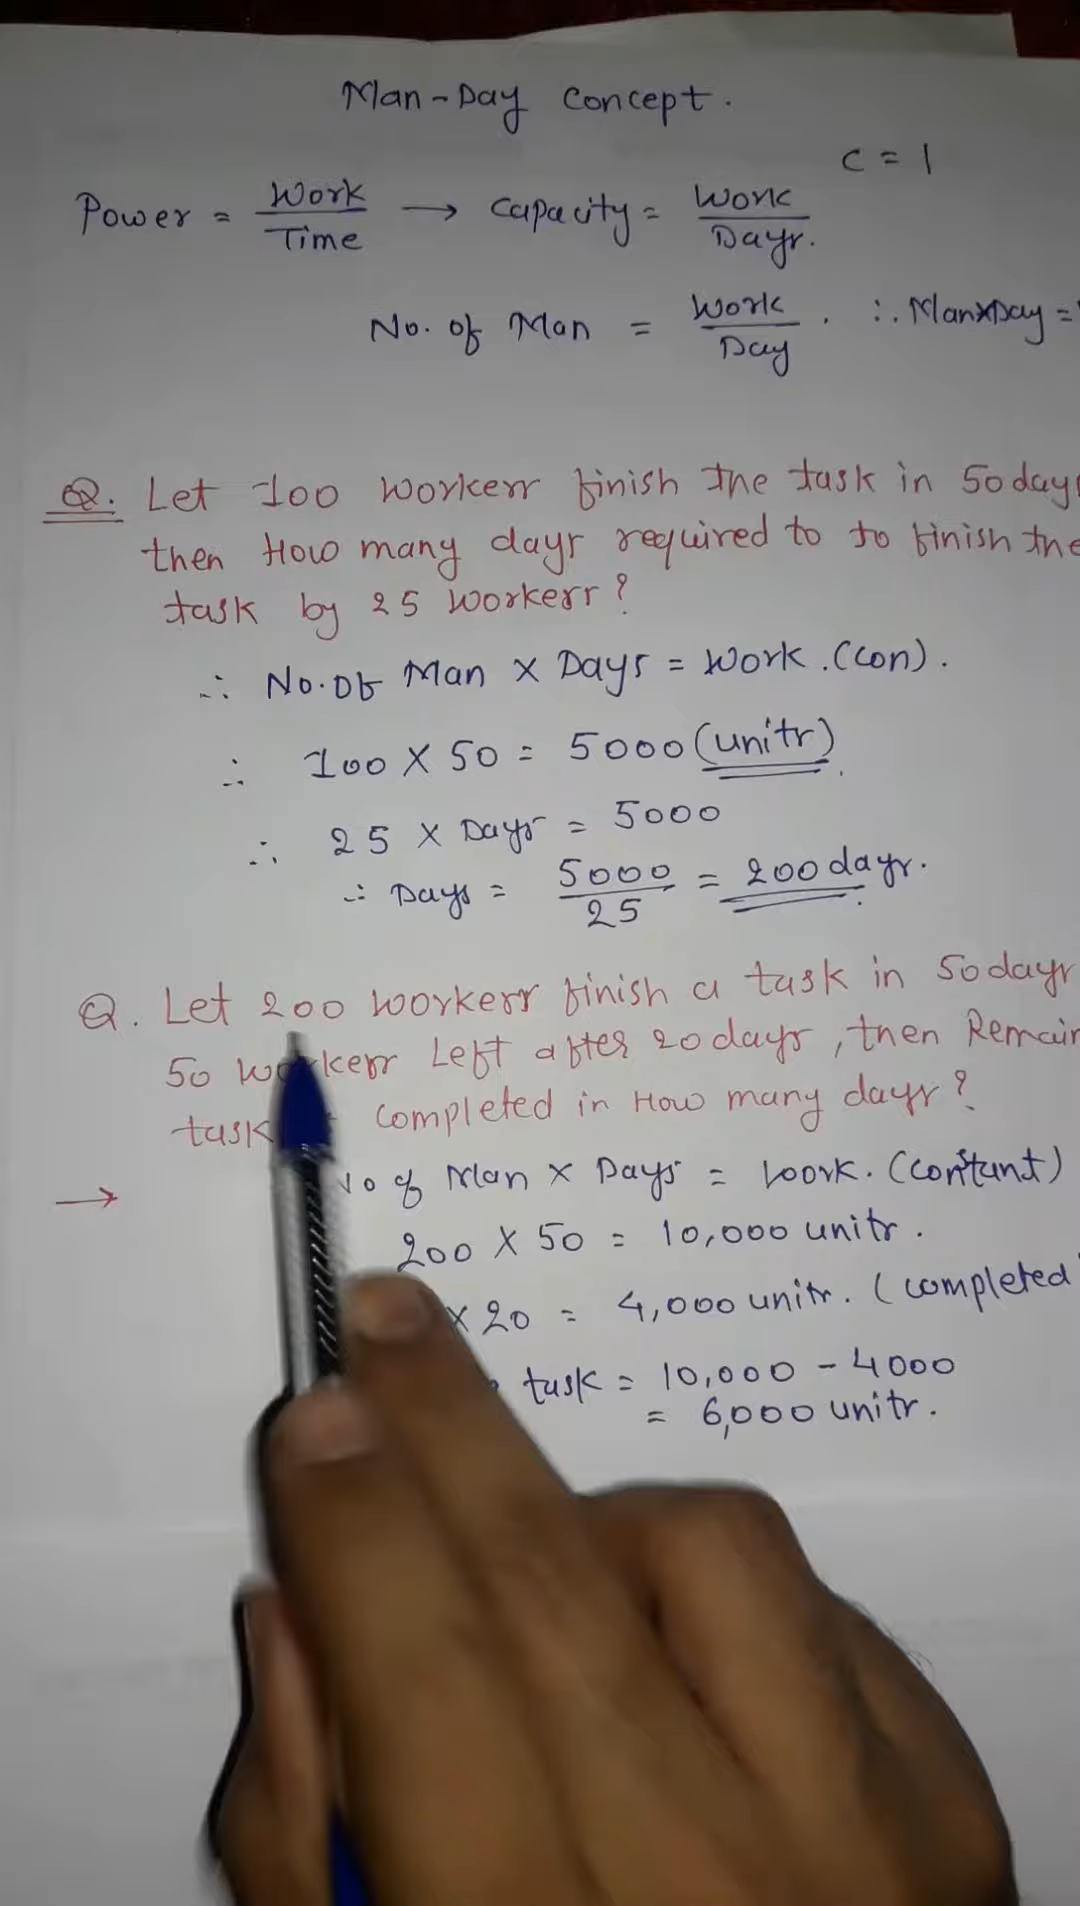 Man-Day concept.
c = 1
Power = Work/Time → capacity = Work/Days.
No. of Man = Work/Day. ∴ Man×Day =
Q. Let 100 workers finish the task in 50 days
then How many days required to to finish the
task by 25 workers?
∴ No. Of Man × Days = Work. (con).
∴ 100 × 50 = 5000 (units).
∴ 25 × Days = 5000
∴ Days = 5000/25 = 200 days.
Q. Let 200 workers finish a task in 50 days
50 workers Left after 20 days, then Remain
task completed in How many days?
→ No of Man × Days = Work. (constant)
200 × 50 = 10,000 units.
× 20 = 4,000 units. (completed
task = 10,000 - 4000
= 6,000 units.